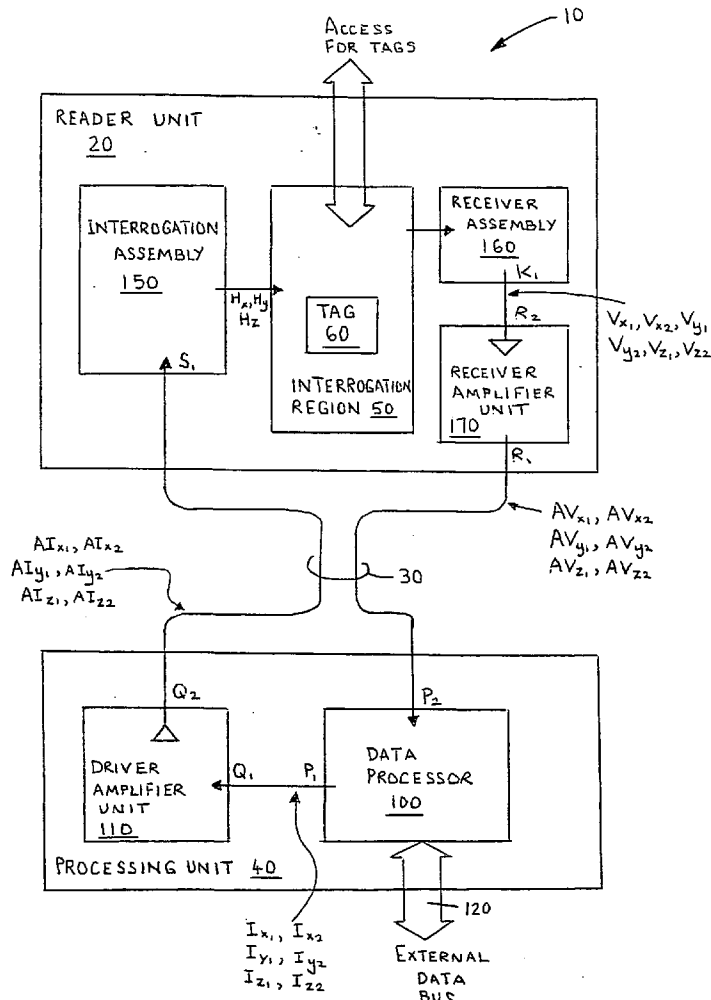 ACCESS
FOR TAGS
10
READER UNIT
20
INTERROGATION
ASSEMBLY
150
Hx, Hy
Hz
S1
TAG
60
INTERROGATION
REGION 50
RECEIVER
ASSEMBLY
160
K1
R2
Vx1, Vx2, Vy1
Vy2, Vz1, Vz2
RECEIVER
AMPLIFIER
UNIT
170
R1
AVx1, AVx2
AVy1, AVy2
AVz1, AVz2
AIx1, AIx2
AIy1, AIy2
AIz1, AIz2
30
Q2
P2
DRIVER
AMPLIFIER
UNIT
110
Q1
P1
DATA
PROCESSOR
100
PROCESSING UNIT 40
120
Ix1, Ix2
Iy1, Iy2
Iz1, Iz2
EXTERNAL
DATA
BUS